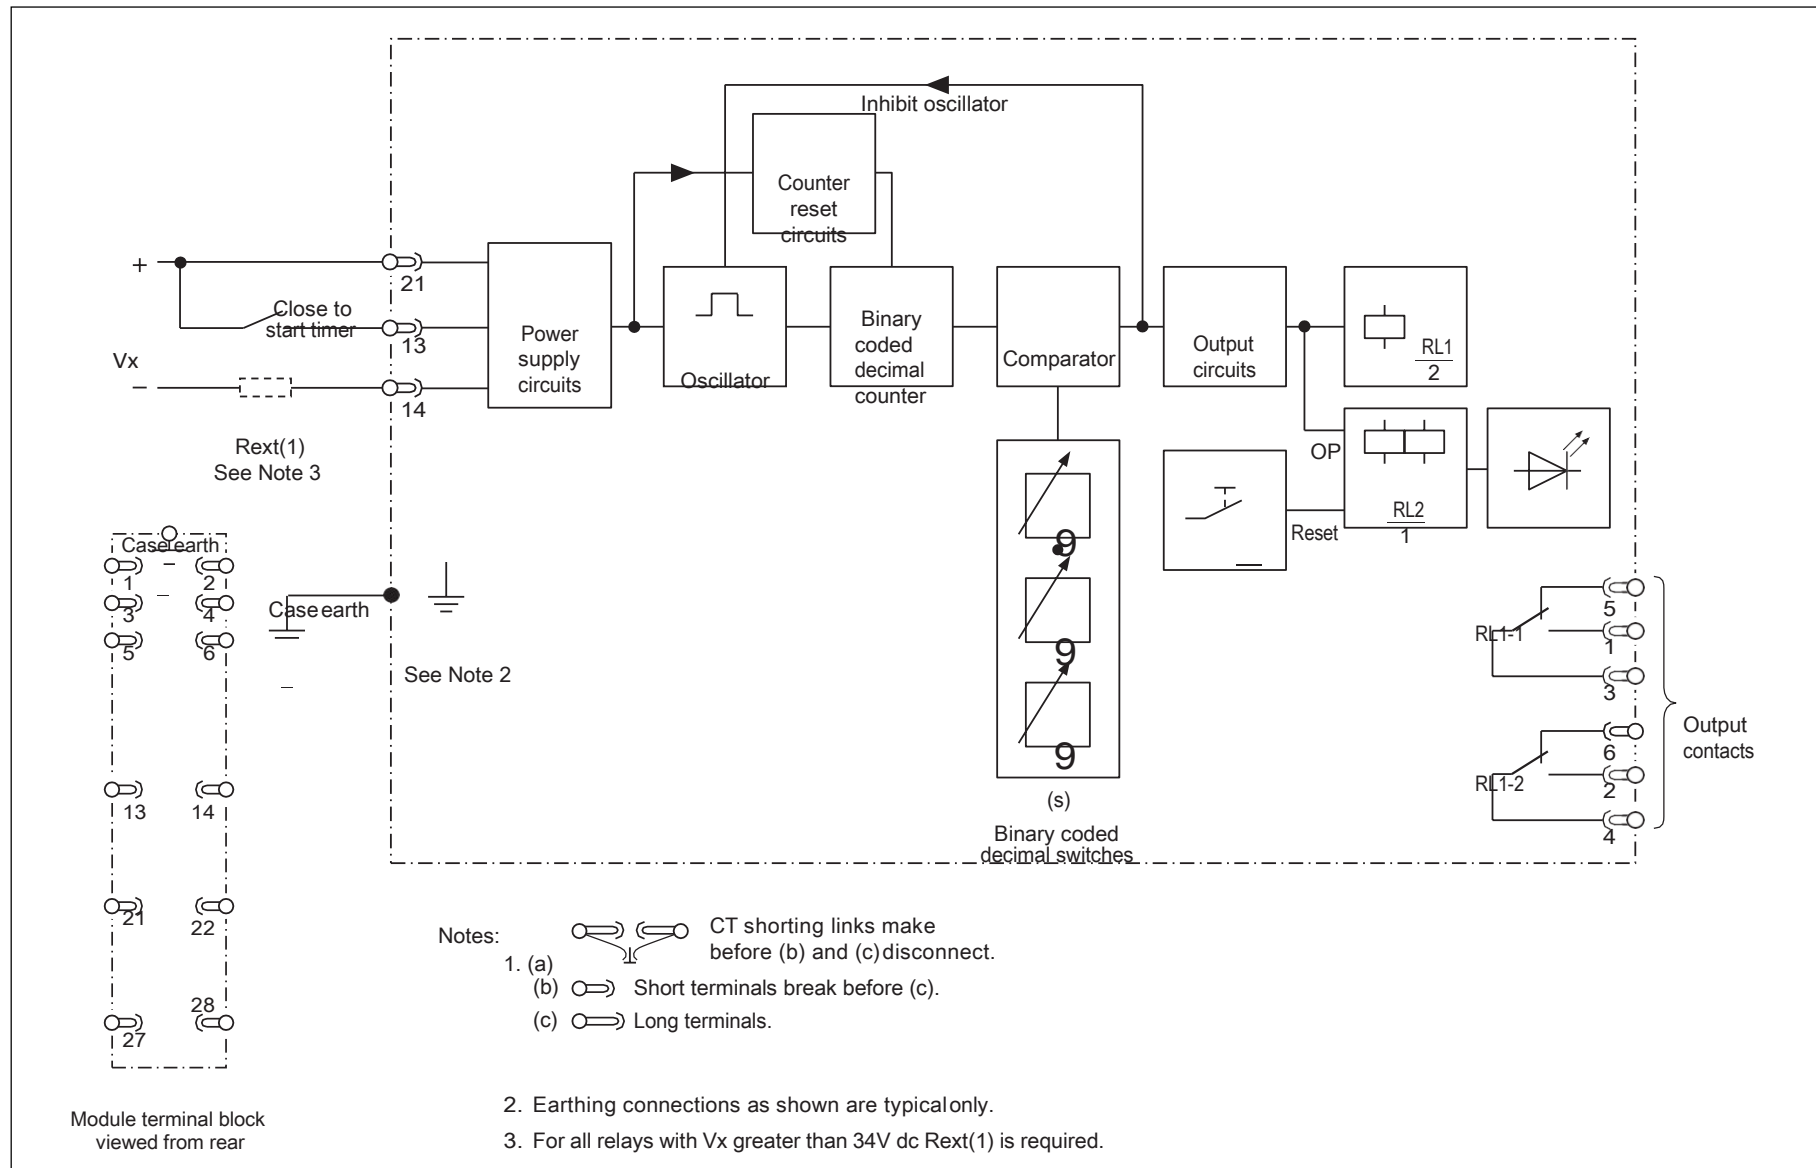 Inhibit oscillator
Counter
reset
circuits
+
21
Close to
start timer
13
Vx
−
14
Power
supply
circuits
Oscillator
Binary
coded
decimal
counter
Comparator
Output
circuits
RL1
2
Rext(1)
See Note 3
OP
RL2
1
Reset
9
9
9
(s)
Binary coded
decimal switches
Case earth
1 2
3 4
5 6
13 14
21 22
28
27
Module terminal block
viewed from rear
Case earth
See Note 2
RL1-1
5
1
3
RL1-2
6
2
4
Output
contacts
Notes:
1. (a)
CT shorting links make
before (b) and (c) disconnect.
(b) Short terminals break before (c).
(c) Long terminals.
2. Earthing connections as shown are typical only.
3. For all relays with Vx greater than 34V dc Rext(1) is required.